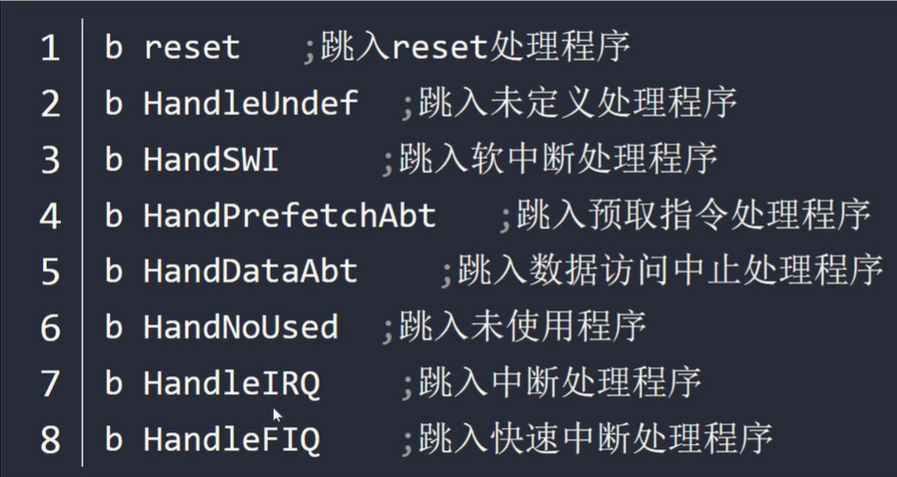 1 b reset ;跳入reset处理程序
2 b HandleUndef ;跳入未定义处理程序
3 b HandSWI ;跳入软中断处理程序
4 b HandPrefetchAbt ;跳入预取指令处理程序
5 b HandDataAbt ;跳入数据访问中止处理程序
6 b HandNoUsed ;跳入未使用程序
7 b HandleIRQ ;跳入中断处理程序
8 b HandleFIQ ;跳入快速中断处理程序